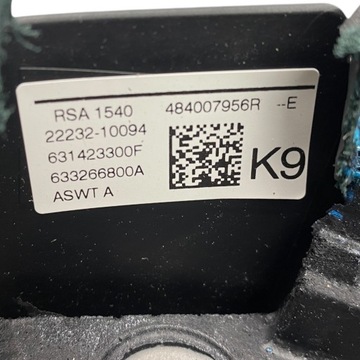 RSA 1540 484007956R --E
22232-10094
631423300F
633266800A
ASWT A
K9